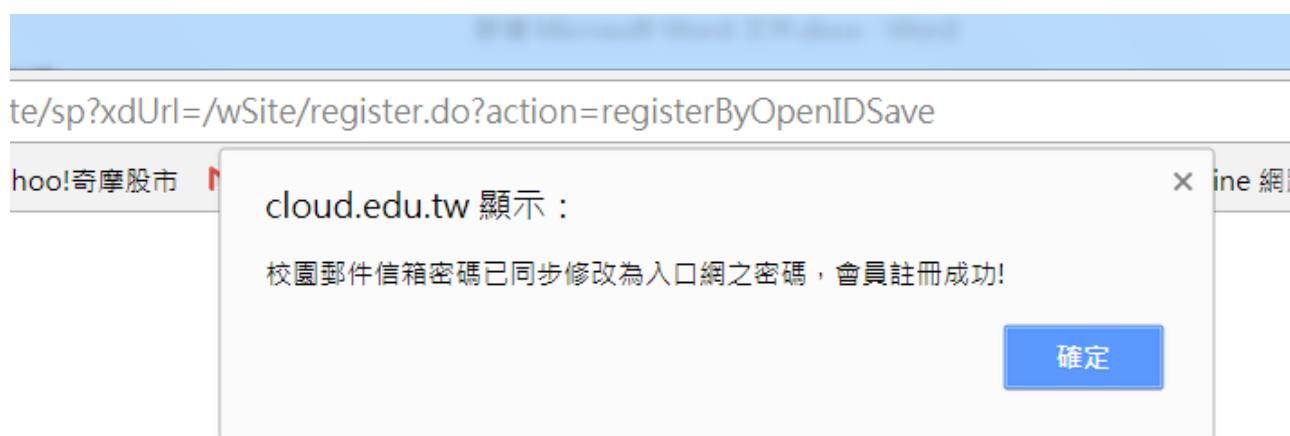 te/sp?xdUrl=/wSite/register.do?action=registerByOpenIDSave
hoo!奇摩股市 ine 網
cloud.edu.tw 顯示：
校園郵件信箱密碼已同步修改為入口網之密碼，會員註冊成功!
確定